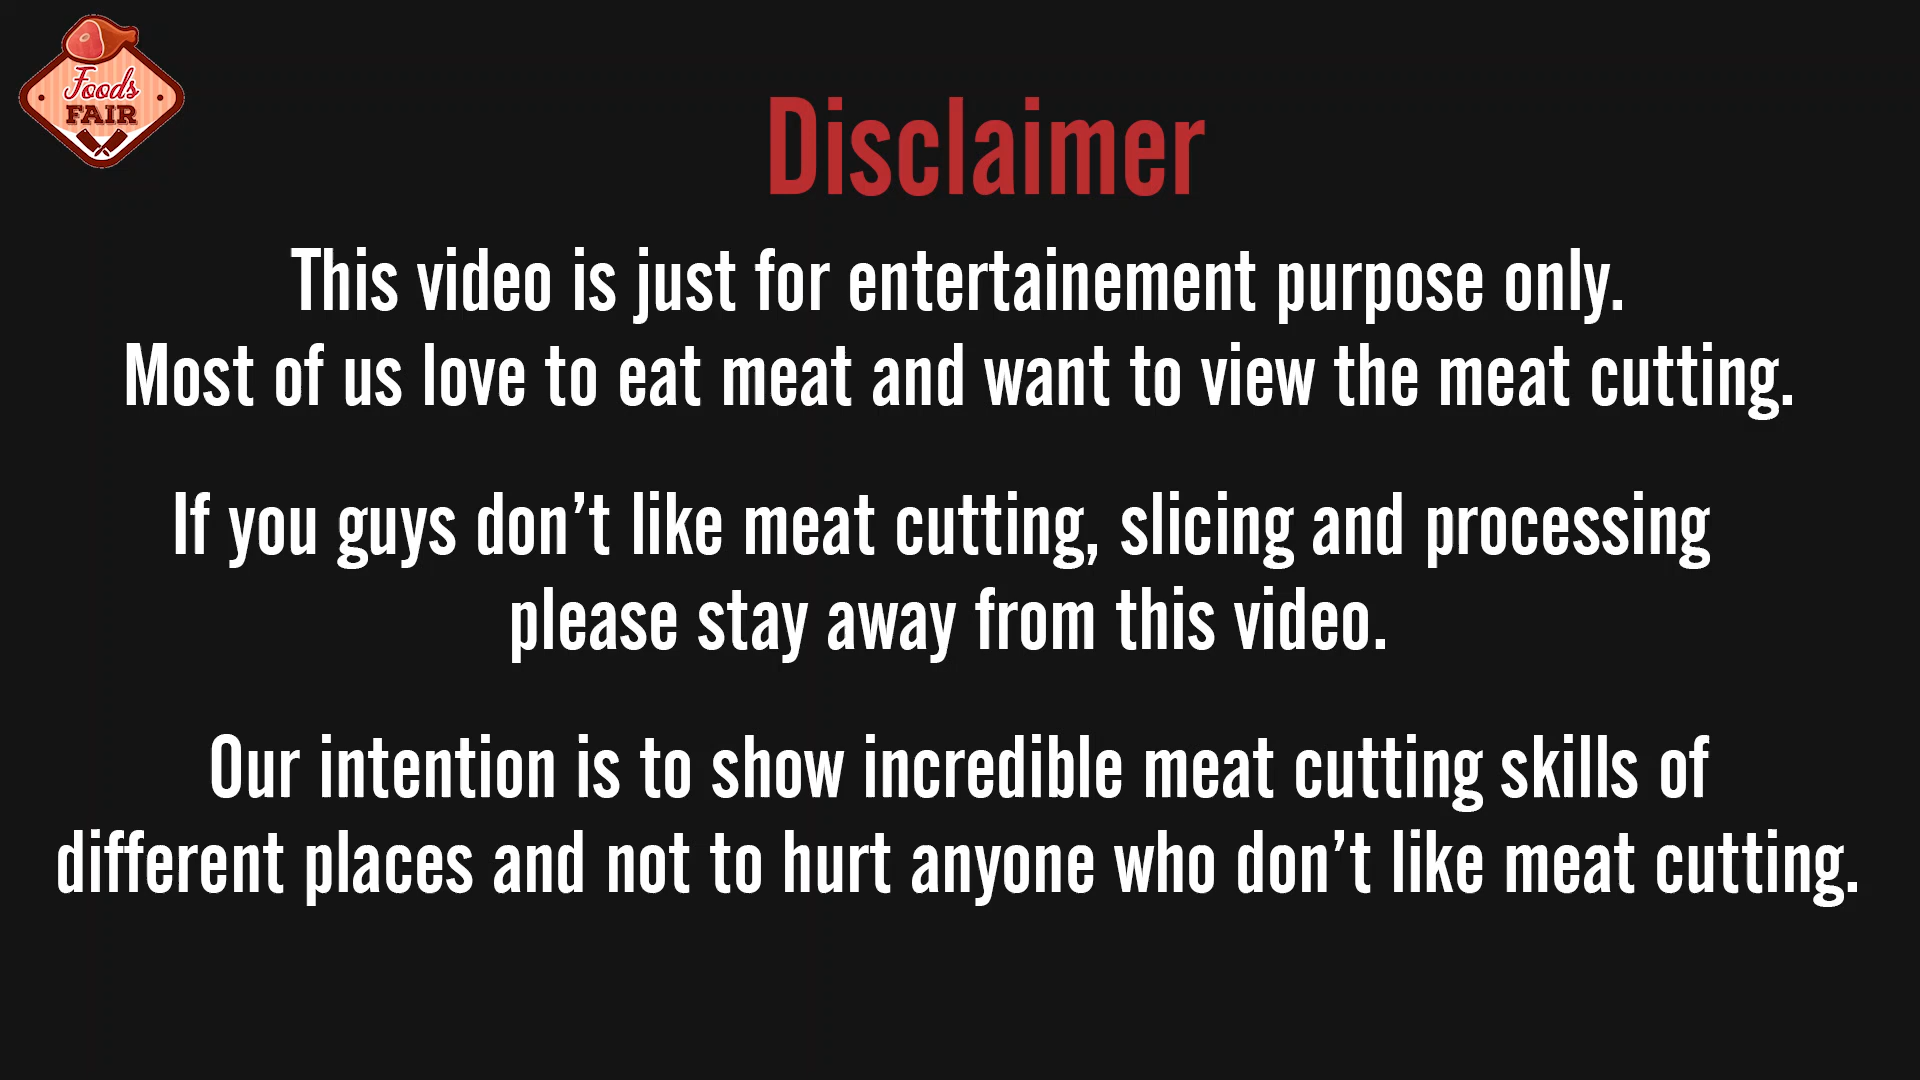 Foods
FAIR
Disclaimer
This video is just for entertainement purpose only.
Most of us love to eat meat and want to view the meat cutting.
If you guys don’t like meat cutting, slicing and processing
please stay away from this video.
Our intention is to show incredible meat cutting skills of
different places and not to hurt anyone who don’t like meat cutting.